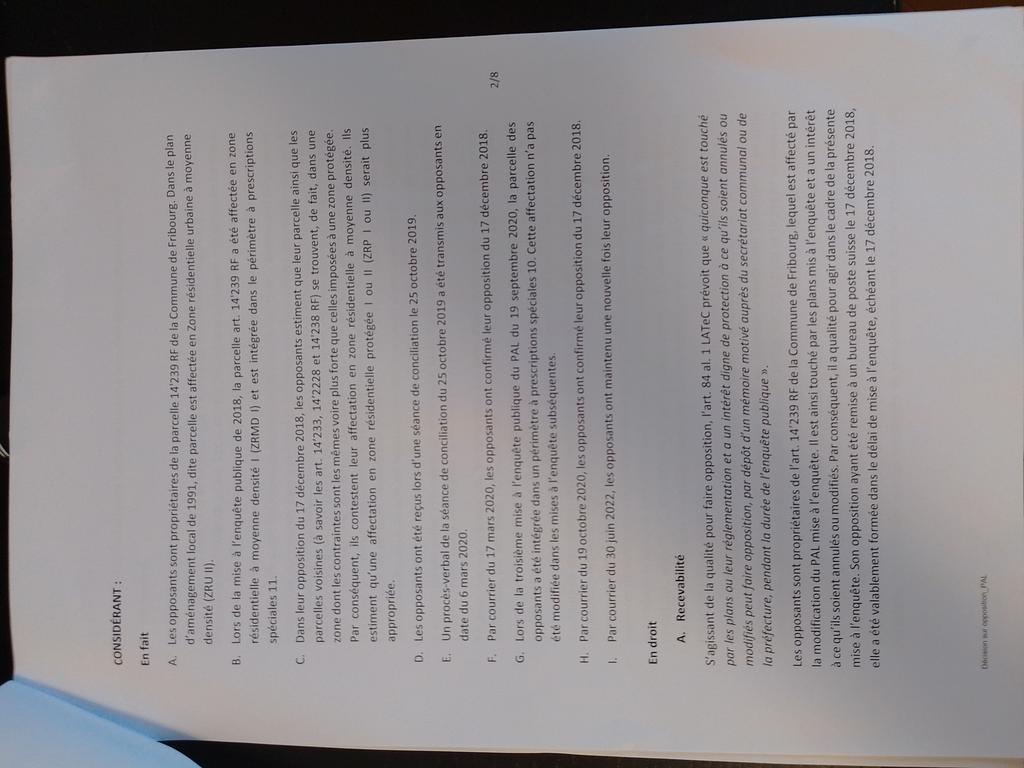 CONSIDÉRANT :
En fait
A. Les opposants sont propriétaires de la parcelle 14'239 RF de la Commune de Fribourg. Dans le plan
d'aménagement local de 1991, dite parcelle est affectée en Zone résidentielle urbaine à moyenne
densité (ZRU II).
B. Lors de la mise à l'enquête publique de 2018, la parcelle art. 14'239 RF a été affectée en zone
résidentielle à moyenne densité I (ZRMD I) et est intégrée dans le périmètre à prescriptions
spéciales 11.
C. Dans leur opposition du 17 décembre 2018, les opposants estiment que leur parcelle ainsi que les
parcelles voisines (à savoir les art. 14'233, 14'2228 et 14'238 RF) se trouvent, de fait, dans une
zone dont les contraintes sont les mêmes voire plus forte que celles imposées à une zone protégée.
Par conséquent, ils contestent leur affectation en zone résidentielle à moyenne densité. Ils
estiment qu'une affectation en zone résidentielle protégée I ou II (ZRP I ou II) serait plus
appropriée.
D. Les opposants ont été reçus lors d'une séance de conciliation le 25 octobre 2019.
E. Un procès-verbal de la séance de conciliation du 25 octobre 2019 a été transmis aux opposants en
date du 6 mars 2020.
F. Par courrier du 17 mars 2020, les opposants ont confirmé leur opposition du 17 décembre 2018.
G. Lors de la troisième mise à l'enquête publique du PAL du 19 septembre 2020, la parcelle des
opposants a été intégrée dans un périmètre à prescriptions spéciales 10. Cette affectation n'a pas
été modifiée dans les mises à l'enquête subséquentes.
H. Par courrier du 19 octobre 2020, les opposants ont confirmé leur opposition du 17 décembre 2018.
I. Par courrier du 30 juin 2022, les opposants ont maintenu une nouvelle fois leur opposition.
En droit
A. Recevabilité
S'agissant de la qualité pour faire opposition, l'art. 84 al. 1 LATeC prévoit que « quiconque est touché
par les plans ou leur réglementation et a un intérêt digne de protection à ce qu'ils soient annulés ou
modifiés peut faire opposition, par dépôt d'un mémoire motivé auprès du secrétariat communal ou de
la préfecture, pendant la durée de l'enquête publique ».
Les opposants sont propriétaires de l'art. 14'239 RF de la Commune de Fribourg, lequel est affecté par
la modification du PAL mise à l'enquête. Il est ainsi touché par les plans mis à l'enquête et a un intérêt
à ce qu'ils soient annulés ou modifiés. Par conséquent, il a qualité pour agir dans le cadre de la présente
mise à l'enquête. Son opposition ayant été remise à un bureau de poste suisse le 17 décembre 2018,
elle a été valablement formée dans le délai de mise à l'enquête, échéant le 17 décembre 2018.
Décision sur opposition_PAL
2/8